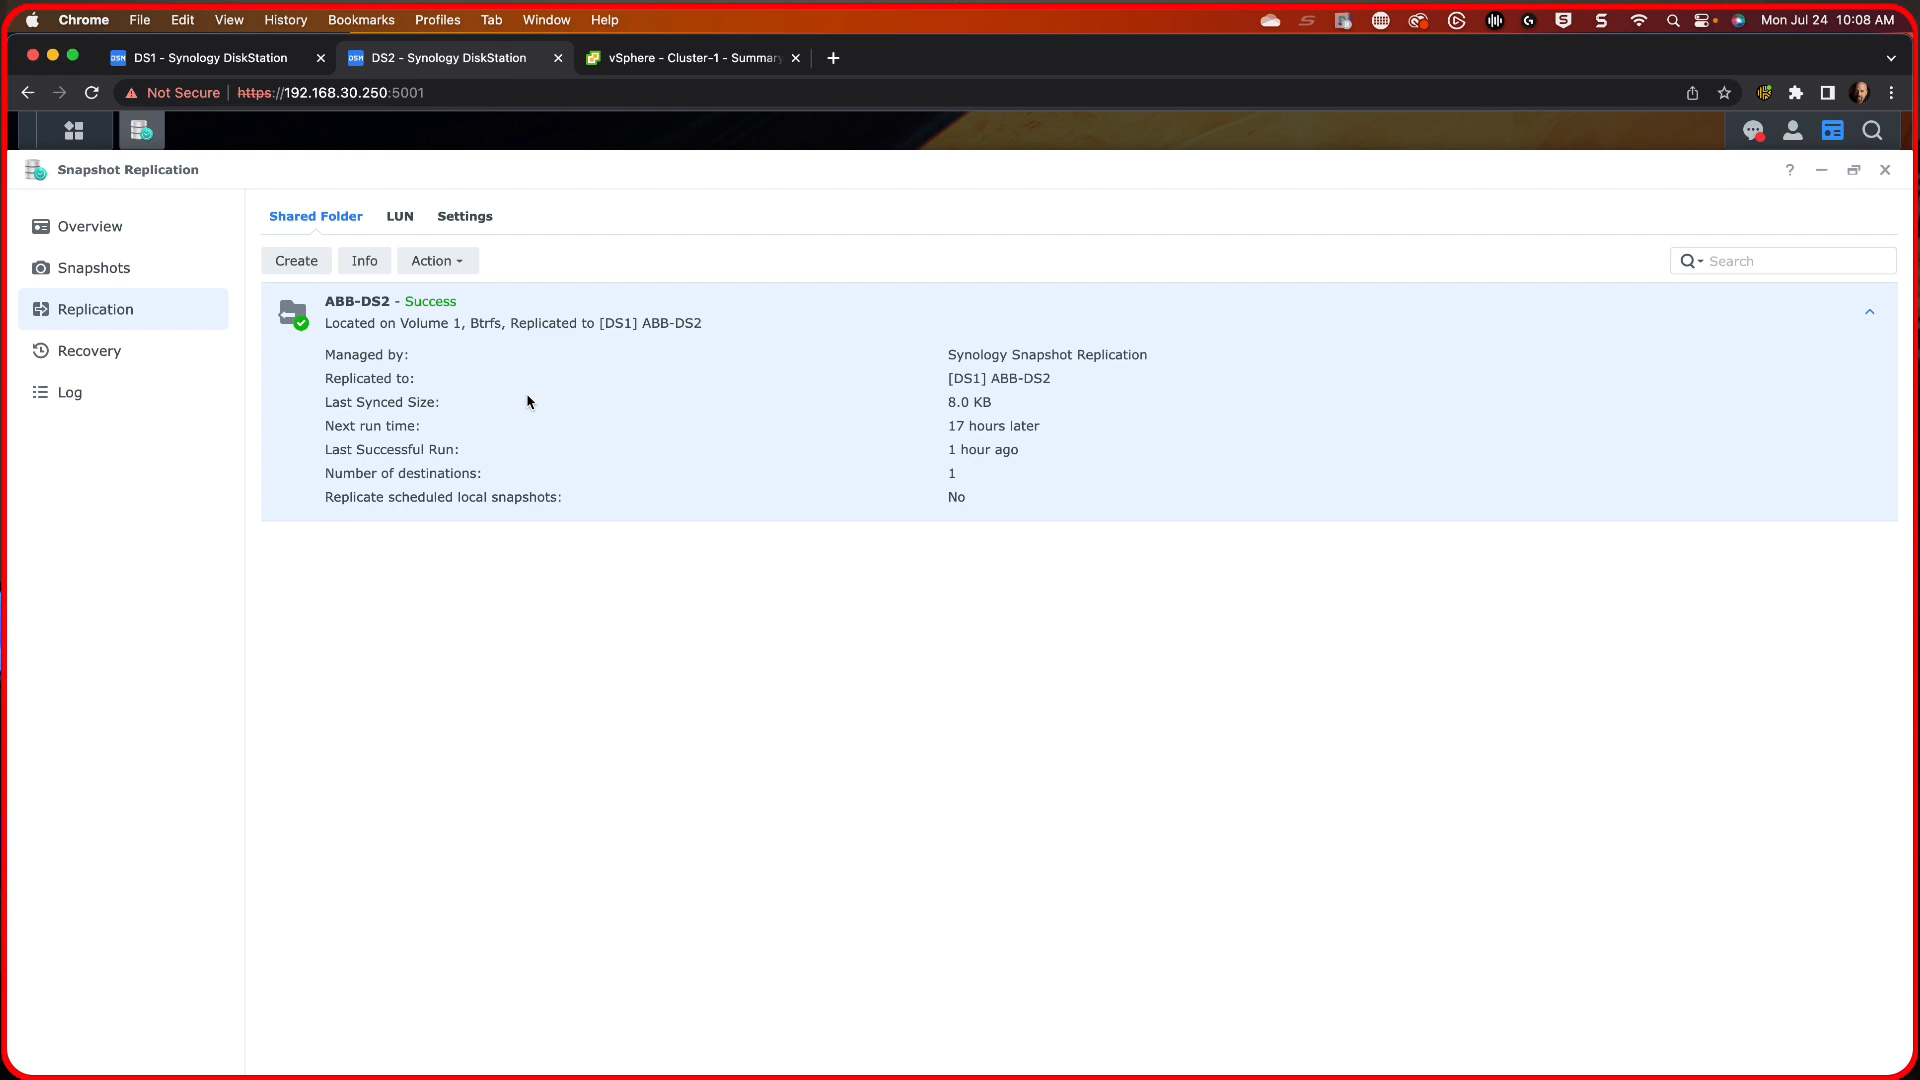 Chrome File Edit View History Bookmarks Profiles Tab Window Help Mon Jul 24 10:08 AM
DS1 - Synology DiskStation DS2 - Synology DiskStation vSphere - Cluster-1 - Summary
Not Secure https://192.168.30.250:5001
Snapshot Replication
Overview
Snapshots
Replication
Recovery
Log
Shared Folder LUN Settings
Create Info Action Search
ABB-DS2 - Success
Located on Volume 1, Btrfs, Replicated to [DS1] ABB-DS2
Managed by: Synology Snapshot Replication
Replicated to: [DS1] ABB-DS2
Last Synced Size: 8.0 KB
Next run time: 17 hours later
Last Successful Run: 1 hour ago
Number of destinations: 1
Replicate scheduled local snapshots: No